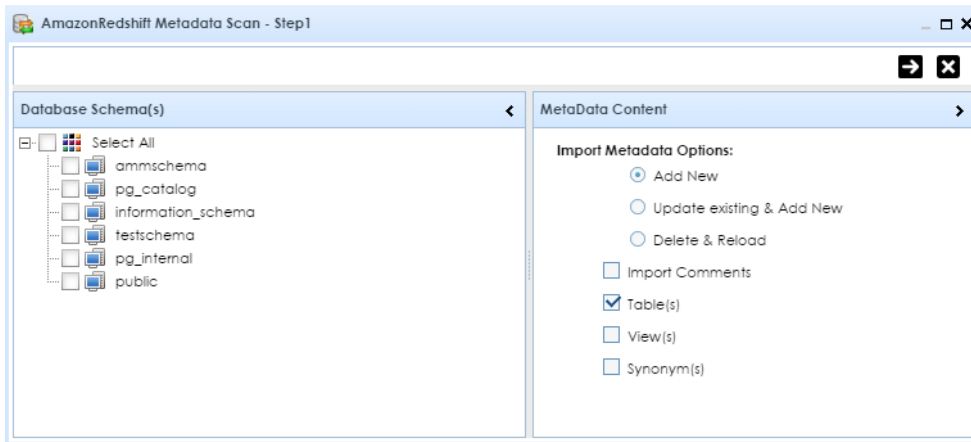 AmazonRedshift Metadata Scan - Step1
Database Schema(s)
Select All
ammschema
pg_catalog
information_schema
testschema
pg_internal
public
MetaData Content
Import Metadata Options:
Add New
Update existing & Add New
Delete & Reload
Import Comments
Table(s)
View(s)
Synonym(s)